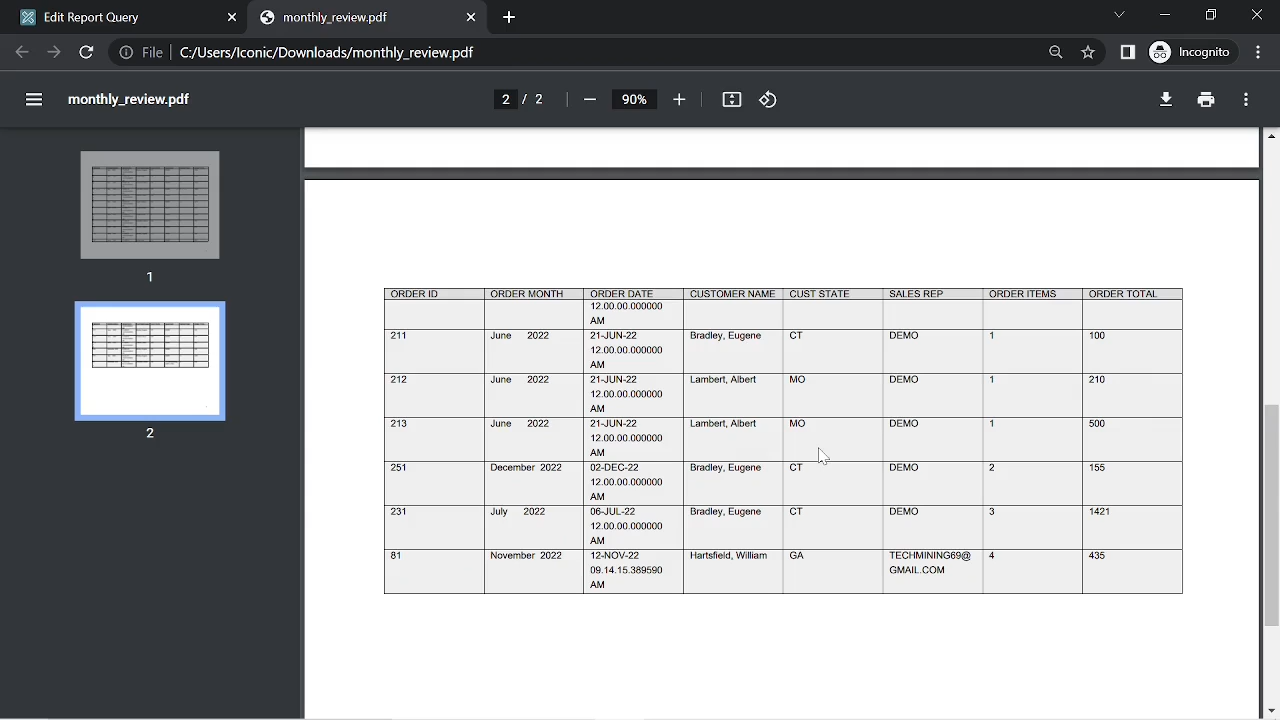 Edit Report Query
monthly_review.pdf
File C:/Users/Iconic/Downloads/monthly_review.pdf
Incognito
monthly_review.pdf
2 / 2
90%
1
2
ORDER ID ORDER MONTH ORDER DATE CUSTOMER NAME CUST STATE SALES REP ORDER ITEMS ORDER TOTAL
12.00.00.000000
AM
211 June 2022 21-JUN-22 Bradley, Eugene CT DEMO 1 100
12.00.00.000000
AM
212 June 2022 21-JUN-22 Lambert, Albert MO DEMO 1 210
12.00.00.000000
AM
213 June 2022 21-JUN-22 Lambert, Albert MO DEMO 1 500
12.00.00.000000
AM
251 December 2022 02-DEC-22 Bradley, Eugene CT DEMO 2 155
12.00.00.000000
AM
231 July 2022 06-JUL-22 Bradley, Eugene CT DEMO 3 1421
12.00.00.000000
AM
81 November 2022 12-NOV-22 Hartsfield, William GA TECHMINING69@ 4 435
09.14.15.389590 GMAIL.COM
AM